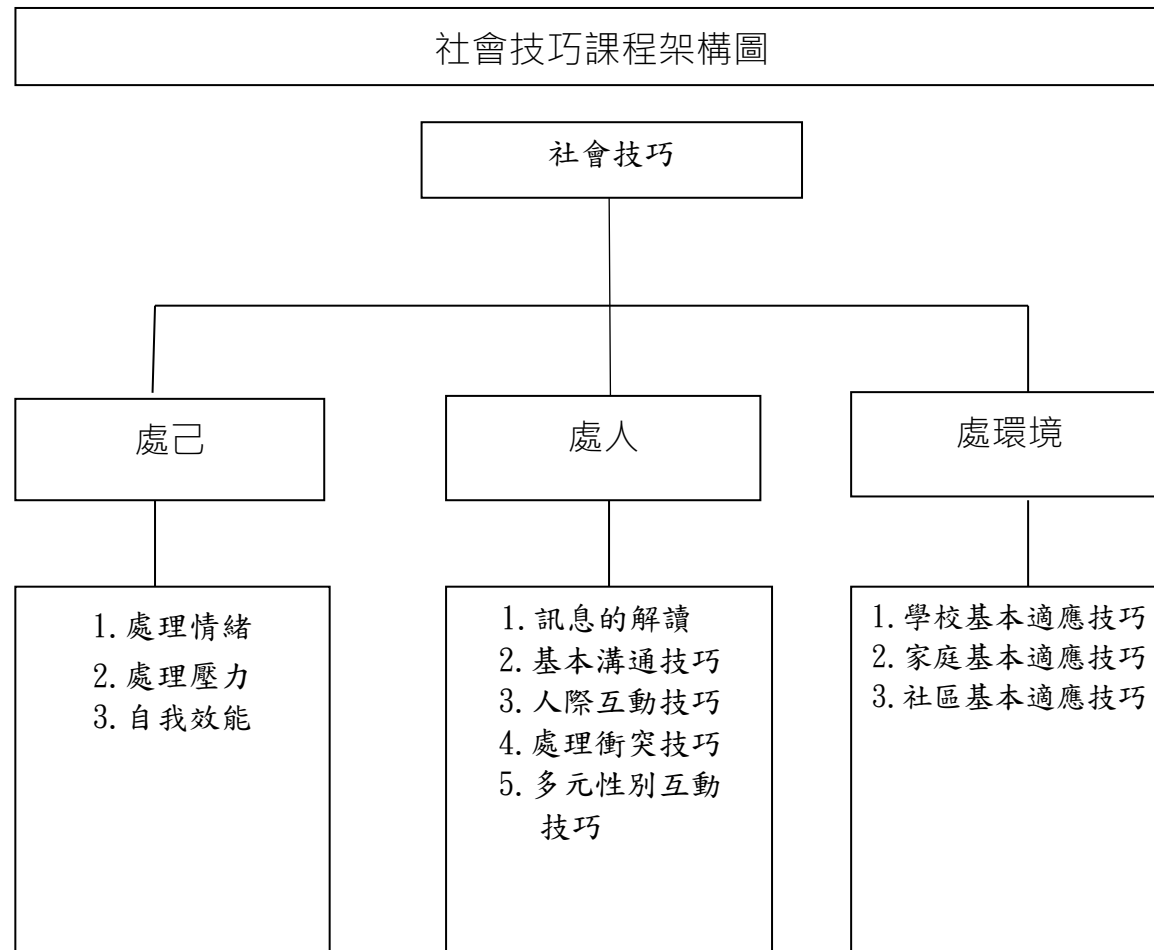 社會技巧課程架構圖
社會技巧
處己
處人
處環境
1.處理情緒
2.處理壓力
3.自我效能
1.訊息的解讀
2.基本溝通技巧
3.人際互動技巧
4.處理衝突技巧
5.多元性別互動
技巧
1.學校基本適應技巧
2.家庭基本適應技巧
3.社區基本適應技巧